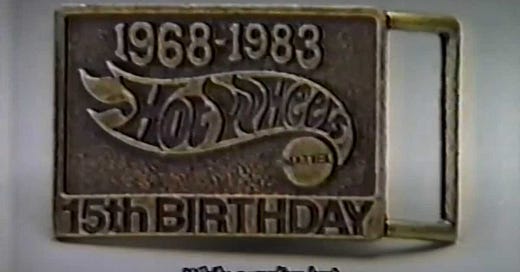 1968-1983
Hot Wheels
15th BIRTHDAY